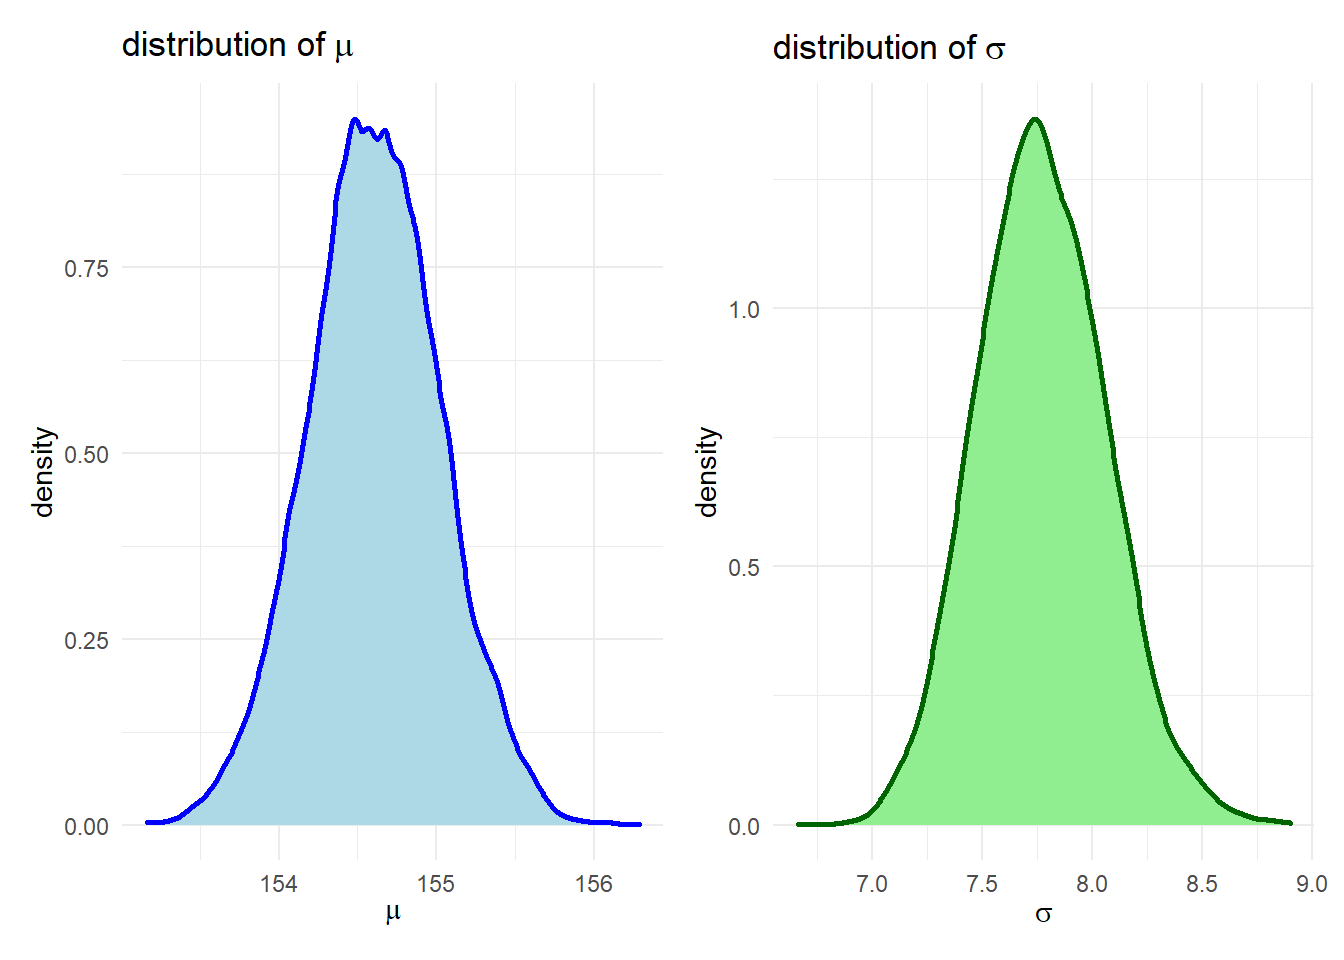 distribution of μ
density
0.75
0.50
0.25
0.00
154 155 156
μ
distribution of σ
density
1.0
0.5
0.0
7.0 7.5 8.0 8.5 9.0
σ